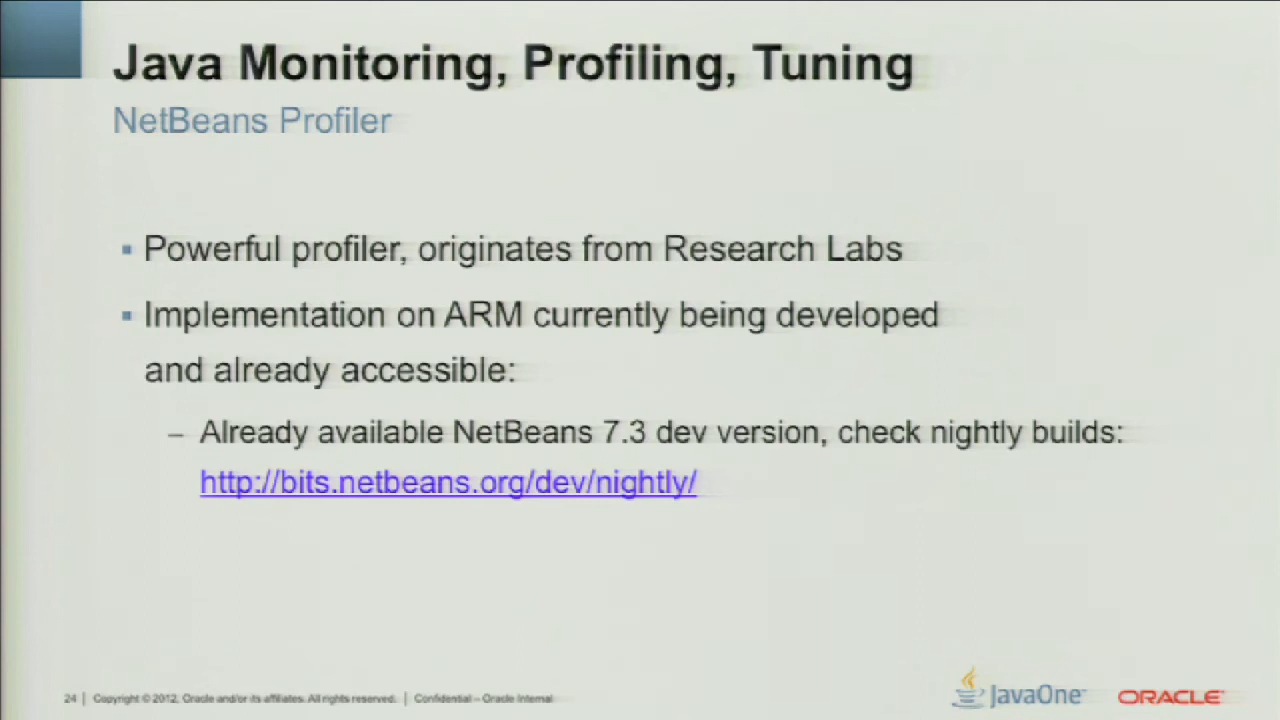 Java Monitoring, Profiling, Tuning
NetBeans Profiler
▪ Powerful profiler, originates from Research Labs
▪ Implementation on ARM currently being developed
and already accessible:
– Already available NetBeans 7.3 dev version, check nightly builds:
http://bits.netbeans.org/dev/nightly/
24 | Copyright © 2012, Oracle and/or its affiliates. All rights reserved. | Confidential – Oracle Internal
JavaOne ORACLE